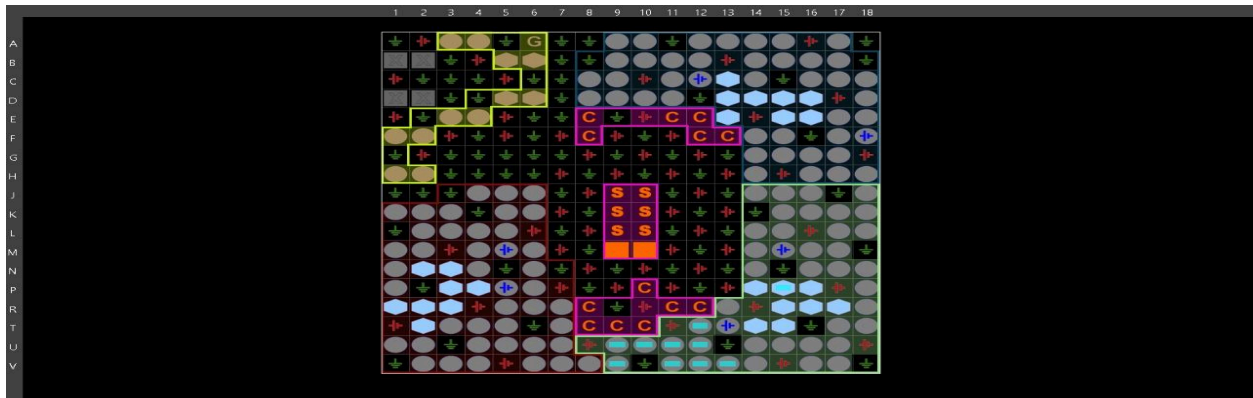 1 2 3 4 5 6 7 8 9 10 11 12 13 14 15 16 17 18
A G
B
C
D
E C C C
F C C C
G
H
J S S
K S S
L S S
M
N
P C
R C C C
T C C C
U
V